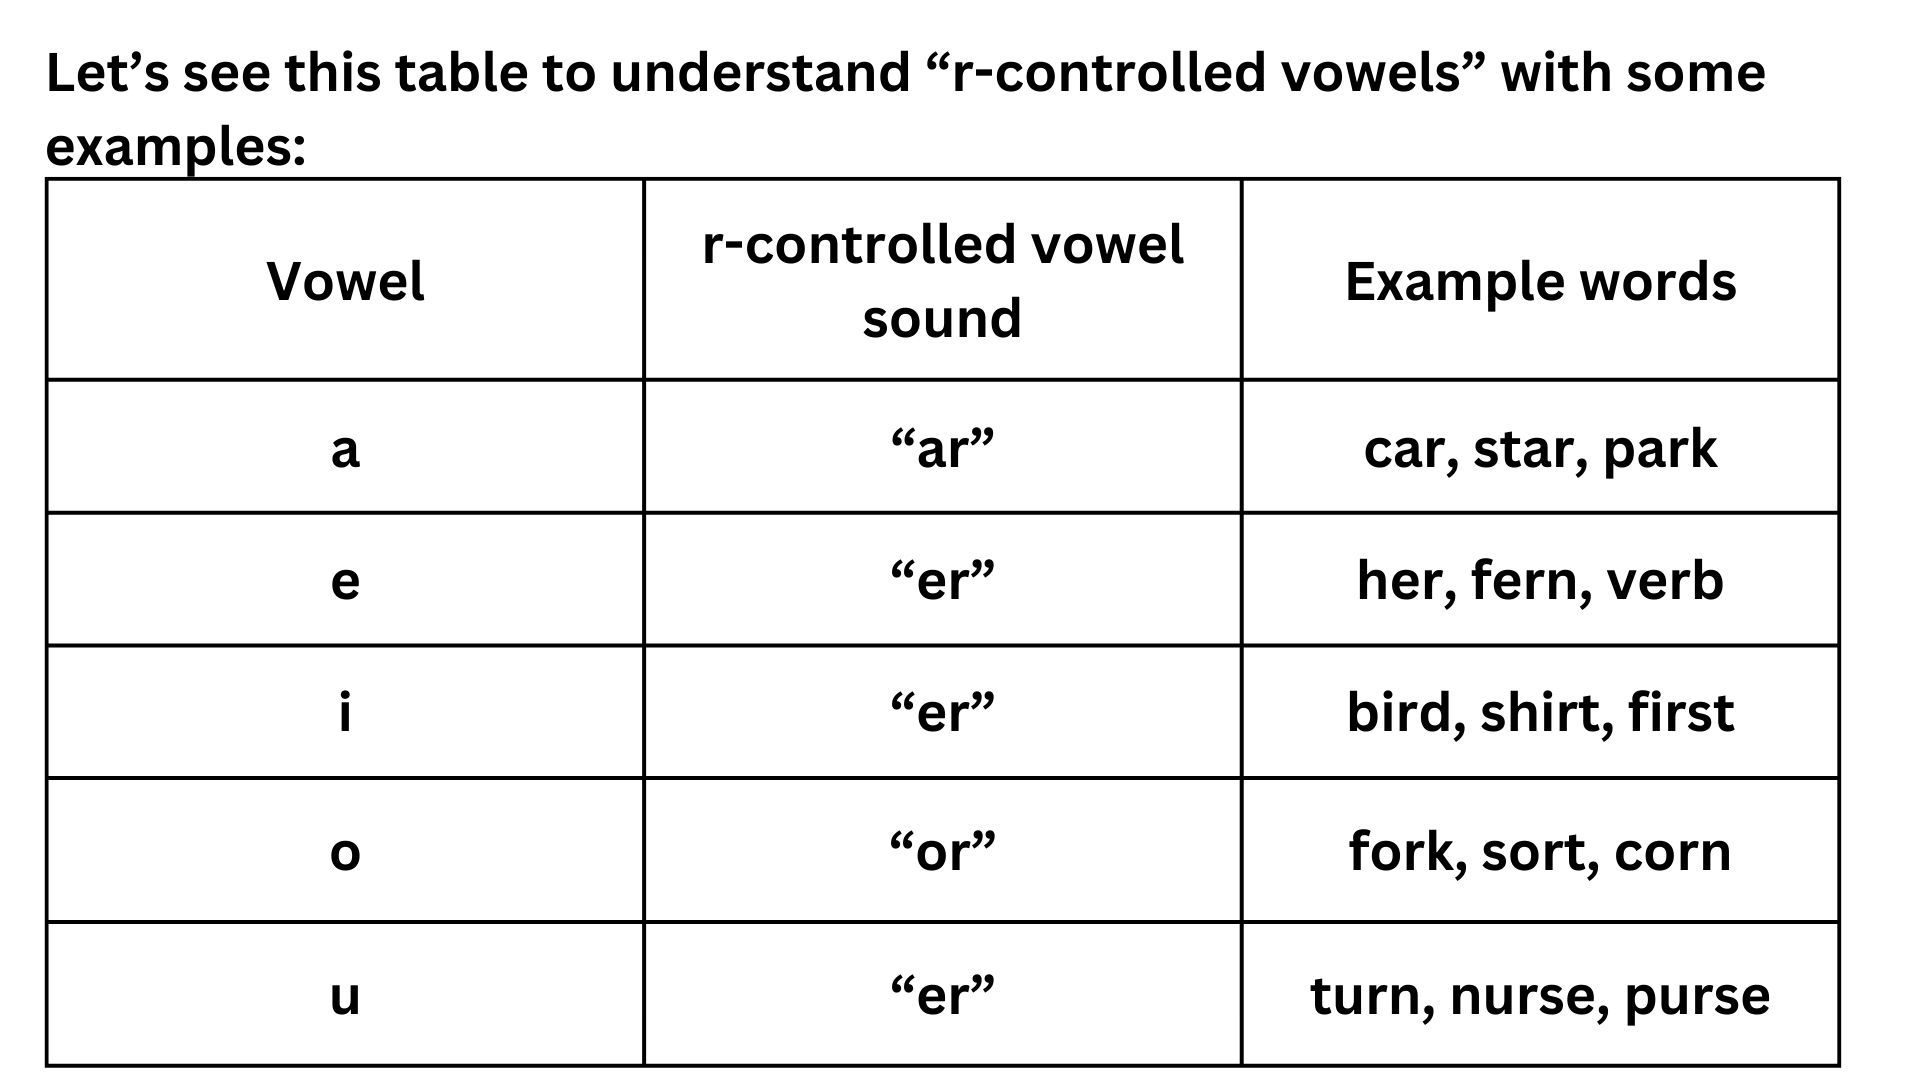 Let’s see this table to understand “r-controlled vowels” with some
examples:
Vowel
r-controlled vowel
sound
Example words
a
“ar”
car, star, park
e
“er”
her, fern, verb
i
“er”
bird, shirt, first
o
“or”
fork, sort, corn
u
“er”
turn, nurse, purse